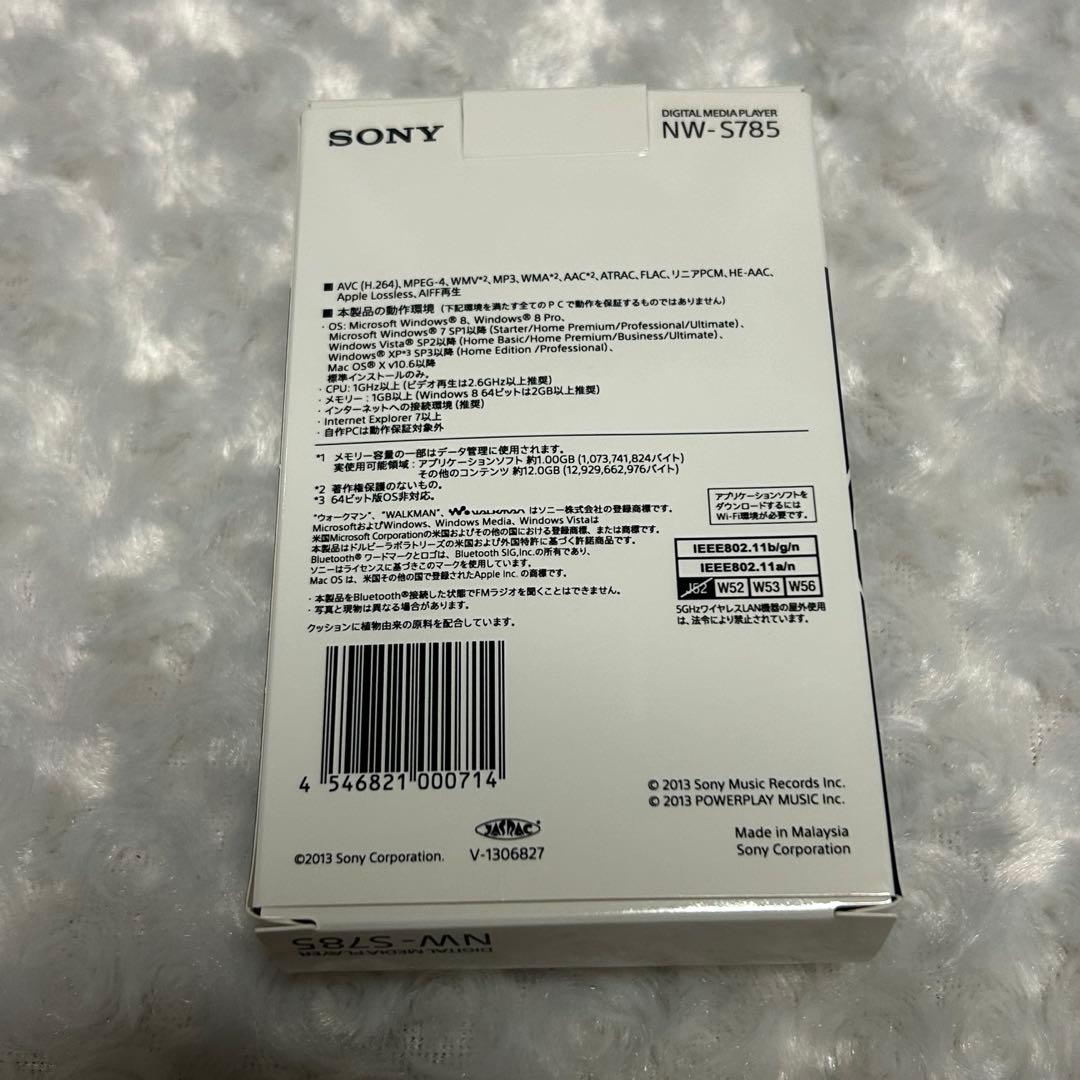 SONY
DIGITAL MEDIA PLAYER
NW-S785
■ AVC (H.264)、MPEG-4、WMV*2、MP3、WMA*2、AAC*2、ATRAC、FLAC、リニアPCM、HE-AAC、
Apple Lossless、AIFF再生
■ 本製品の動作環境 (下記環境を満たす全てのＰＣで動作を保証するものではありません)
・OS: Microsoft Windows® 8、Windows® 8 Pro、
Microsoft Windows® 7 SP1以降 (Starter/Home Premium/Professional/Ultimate)、
Windows Vista® SP2以降 (Home Basic/Home Premium/Business/Ultimate)、
Windows® XP*3 SP3以降 (Home Edition /Professional)、
Mac OS® X v10.6以降
標準インストールのみ。
・CPU: 1GHz以上 (ビデオ再生は2.6GHz以上推奨)
・メモリー : 1GB以上 (Windows 8 64ビットは2GB以上推奨)
・インターネットへの接続環境 (推奨)
・Internet Explorer 7以上
・自作PCは動作保証対象外
*1 メモリー容量の一部はデータ管理に使用されます。
実使用可能領域 : アプリケーションソフト 約1.00GB (1,073,741,824バイト)
その他のコンテンツ 約12.0GB (12,929,662,976バイト)
*2 著作権保護のないもの。
*3 64ビット版OS非対応。
"ウォークマン"、"WALKMAN"、WALKMAN はソニー株式会社の登録商標です。
MicrosoftおよびWindows、Windows Media、Windows Vistaは
米国Microsoft Corporationの米国およびその他の国における登録商標、または商標です。
本製品はドルビーラボラトリーズの米国および外国特許に基づく許諾商品です。
Bluetooth® ワードマークとロゴは、Bluetooth SIG,Inc.の所有であり、
ソニーはライセンスに基づきこのマークを使用しています。
Mac OS は、米国その他の国で登録されたApple Inc. の商標です。
・本製品をBluetooth®接続した状態でFMラジオを聞くことはできません。
・写真と現物は異なる場合があります。
クッションに植物由来の原料を配合しています。
アプリケーションソフトを
ダウンロードするには
Wi-Fi環境が必要です。
IEEE802.11b/g/n
IEEE802.11a/n
J52 W52 W53 W56
5GHzワイヤレスLAN機器の屋外使用
は、法令により禁止されています。
4 546821 000714
© 2013 Sony Music Records Inc.
© 2013 POWERPLAY MUSIC Inc.
JASRAC
©2013 Sony Corporation. V-1306827
Made in Malaysia
Sony Corporation
DIGITAL MEDIA PLAYER
NW-S785